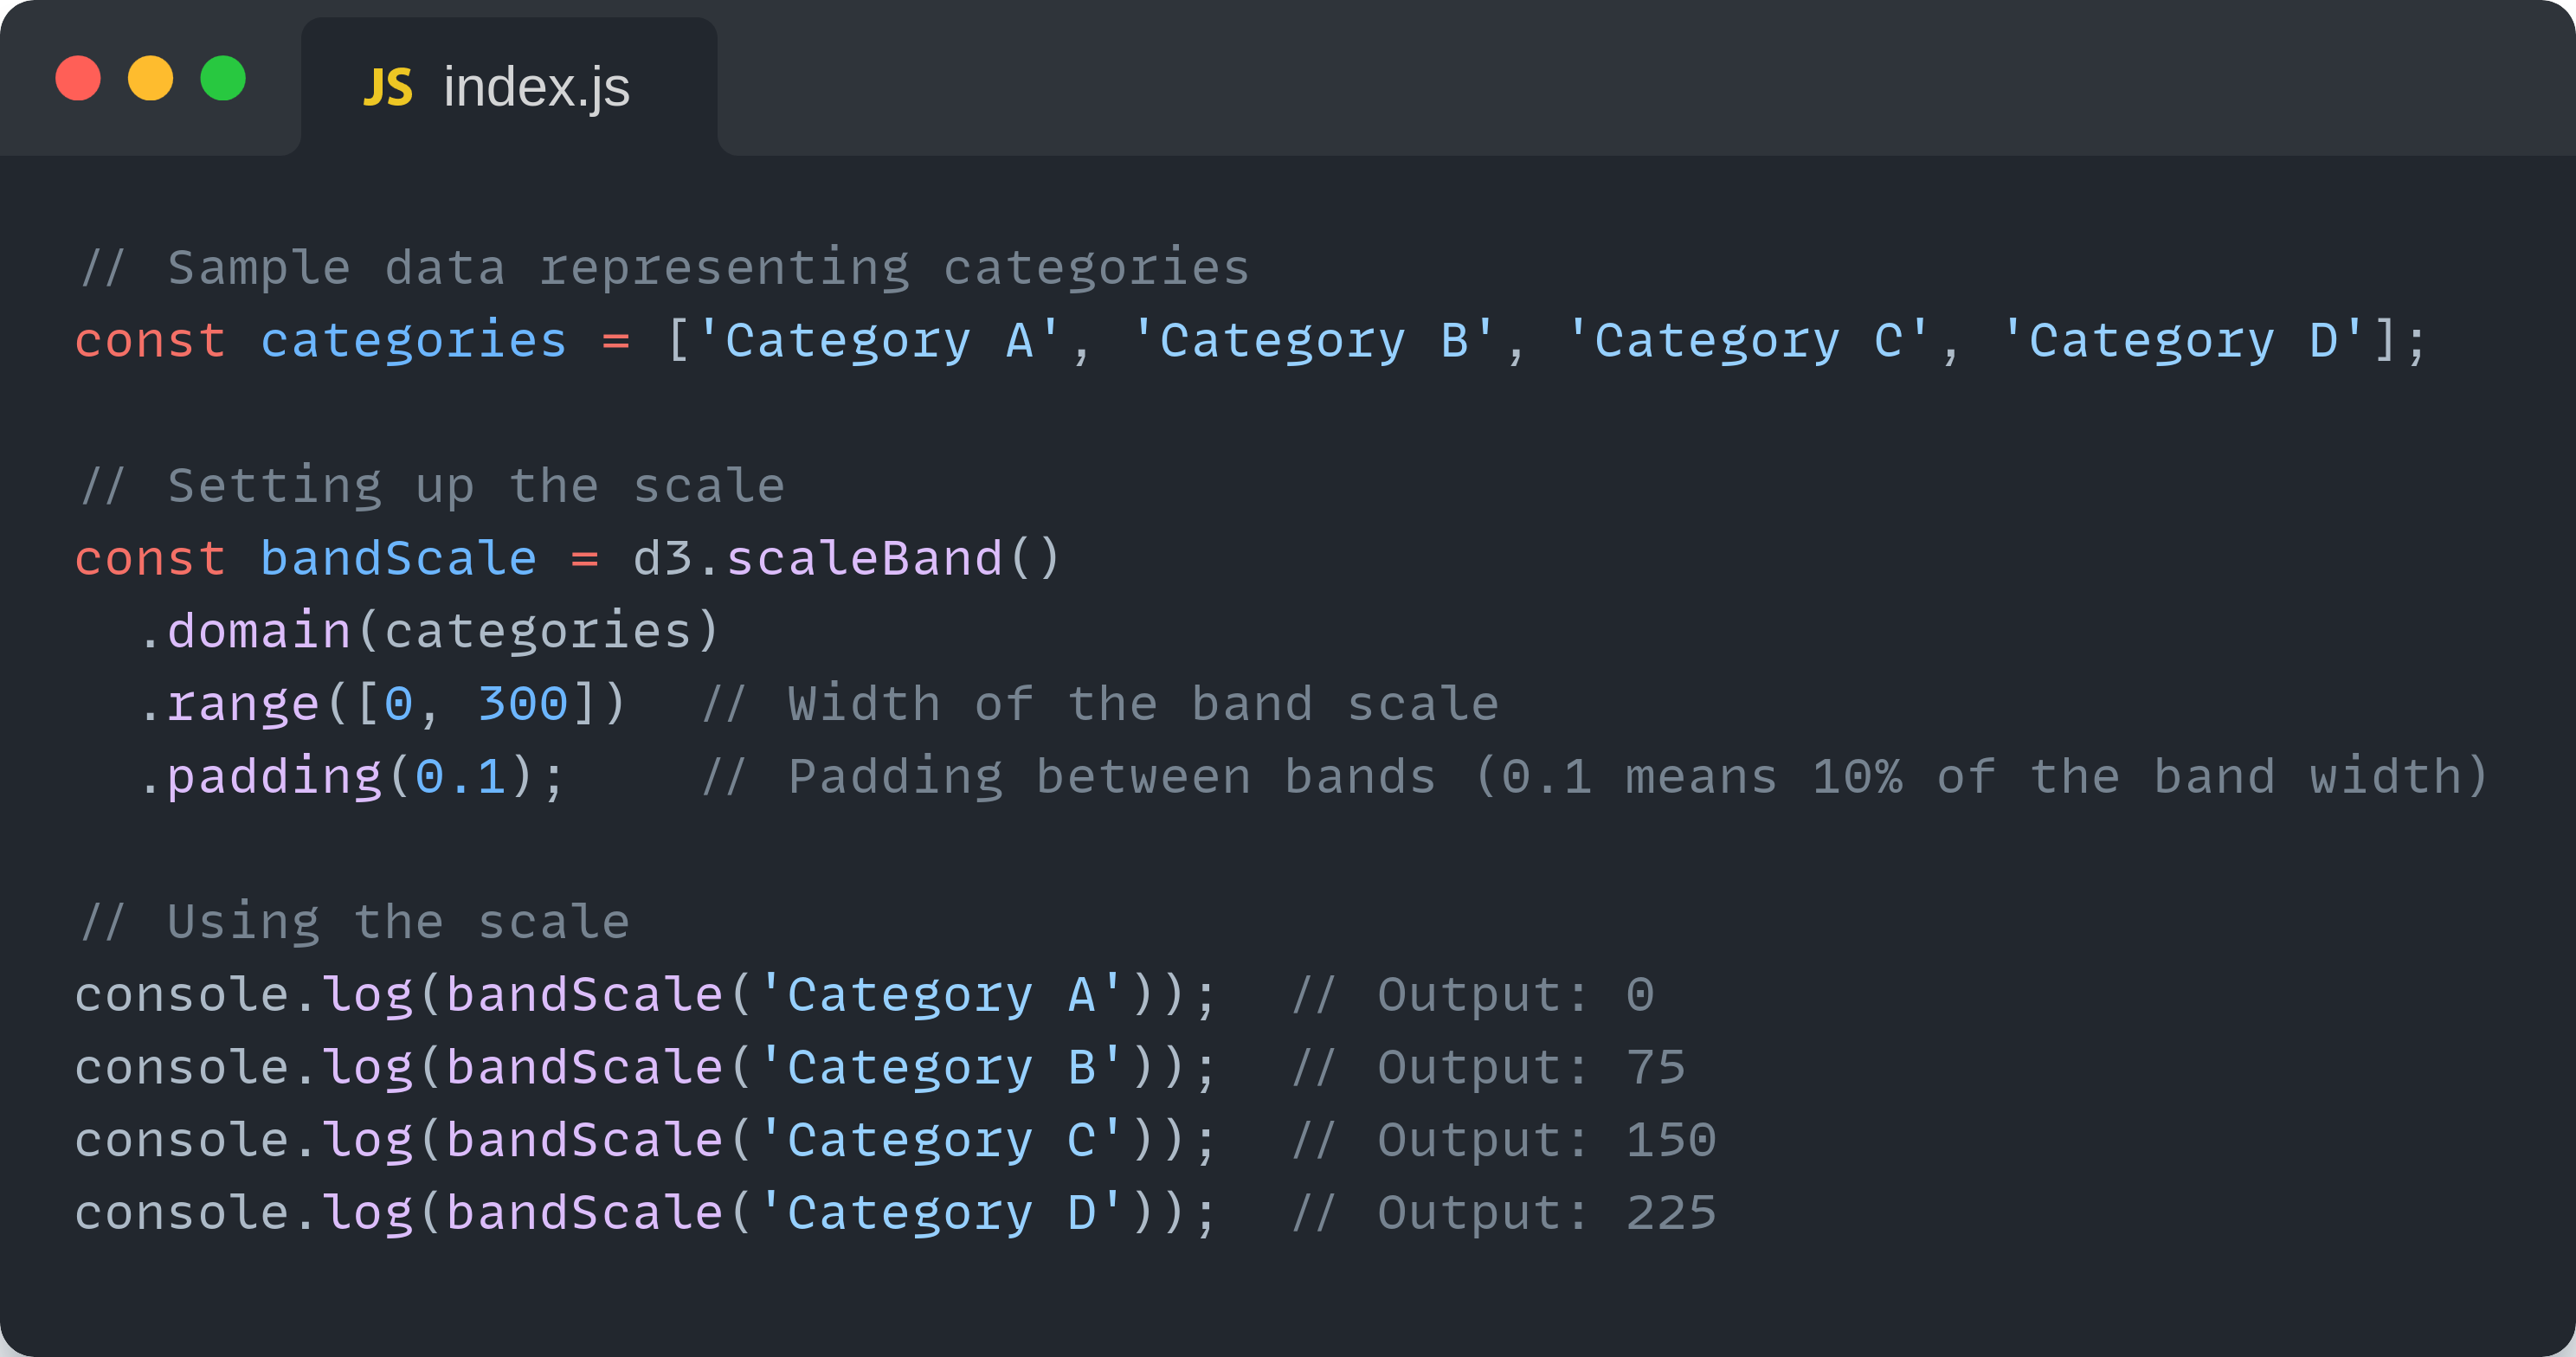 JS index.js
// Sample data representing categories
const categories = ['Category A', 'Category B', 'Category C', 'Category D'];
// Setting up the scale
const bandScale = d3.scaleBand()
  .domain(categories)
  .range([0, 300])  // Width of the band scale
  .padding(0.1);    // Padding between bands (0.1 means 10% of the band width)
// Using the scale
console.log(bandScale('Category A'));  // Output: 0
console.log(bandScale('Category B'));  // Output: 75
console.log(bandScale('Category C'));  // Output: 150
console.log(bandScale('Category D'));  // Output: 225